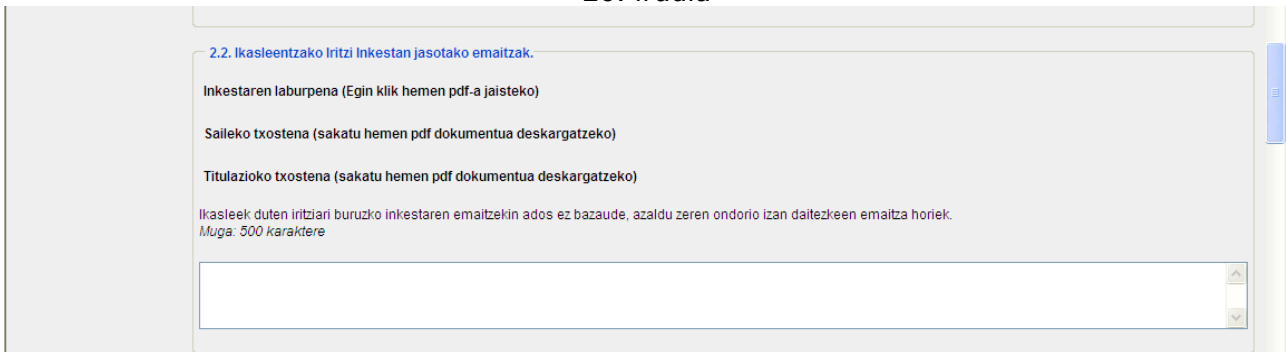 2.2. Ikasleentzako Iritzi Inkestan jasotako emaitzak.
Inkestaren laburpena (Egin klik hemen pdf-a jaisteko)
Saileko txostena (sakatu hemen pdf dokumentua deskargatzeko)
Titulazioko txostena (sakatu hemen pdf dokumentua deskargatzeko)
Ikasleek duten iritziari buruzko inkestaren emaitzekin ados ez bazaude, azaldu zeren ondorio izan daitezkeen emaitza horiek.
Muga: 500 karaktere